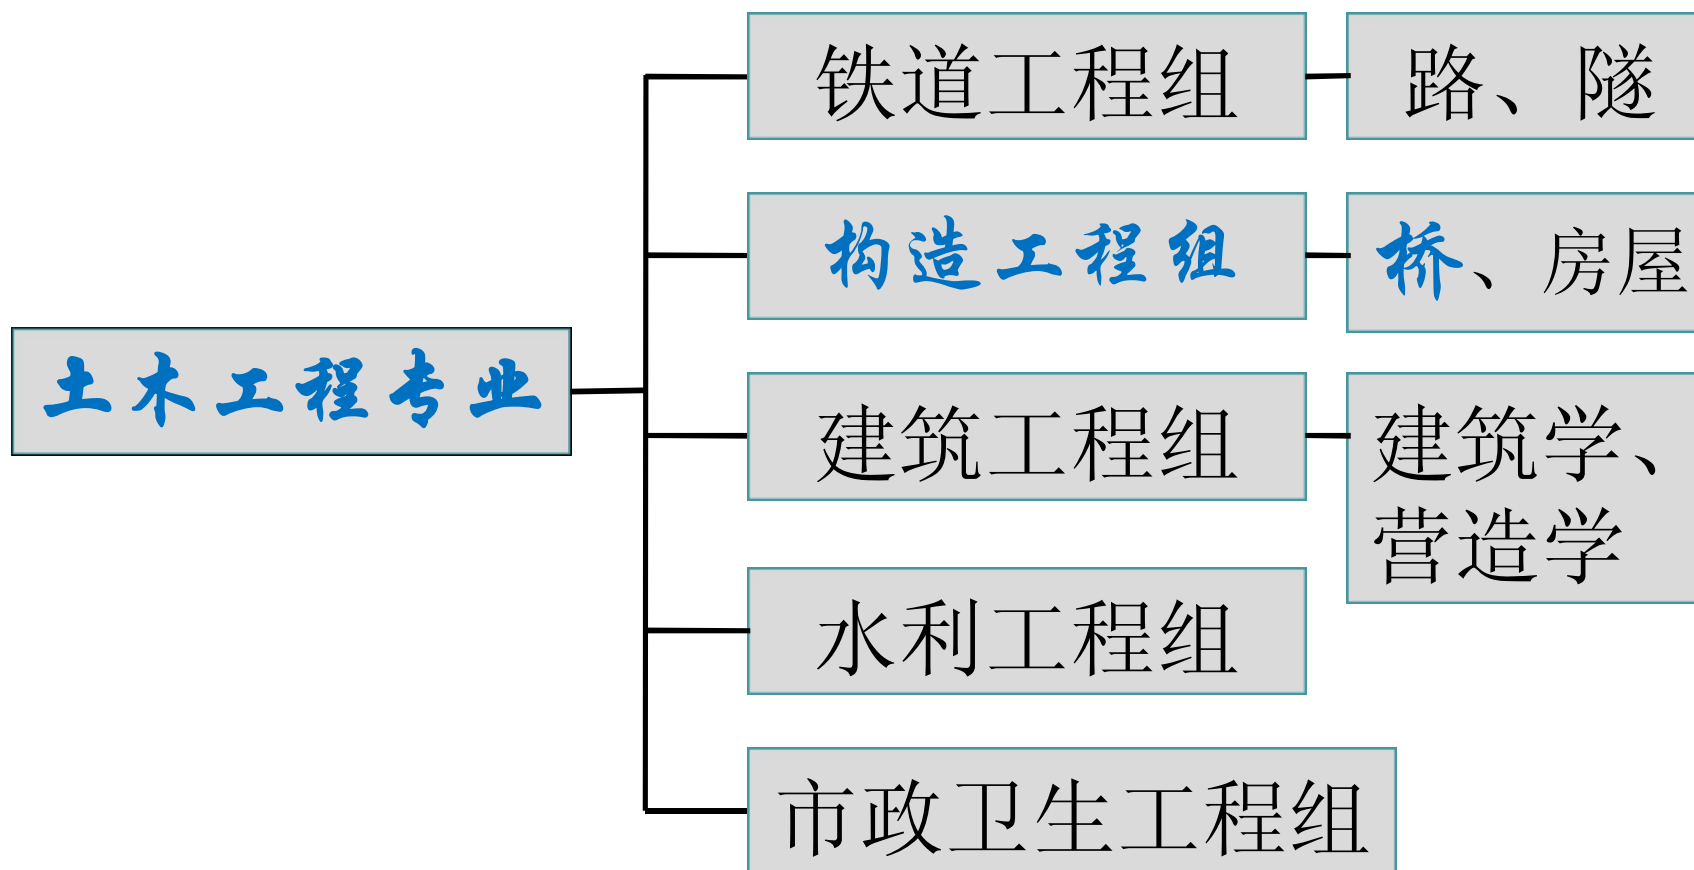 铁道工程组
路、隧
构造工程组
桥、房屋
土木工程专业
建筑工程组
建筑学、
营造学
水利工程组
市政卫生工程组